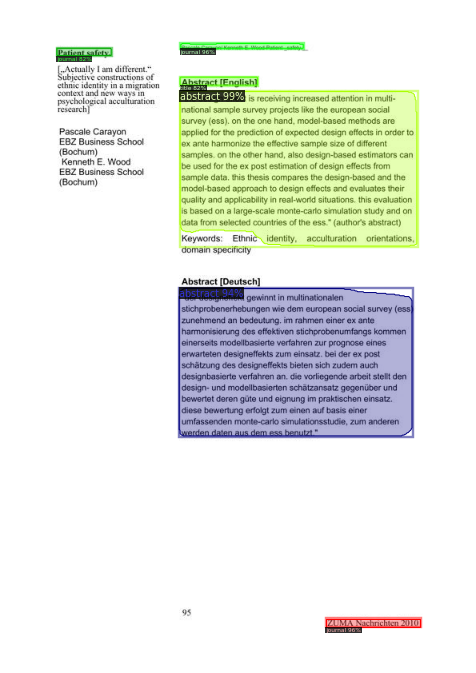 Patient safety.
journal 82%
[„Actually I am different.“
Subjective constructions of
ethnic identity in a migration
context and new ways in
psychological acculturation
research]
Pascale Carayon
EBZ Business School
(Bochum)
Kenneth E. Wood
EBZ Business School
(Bochum)
Kenneth E. Wood
journal 96%
Abstract [English]
title 82%
abstract 99% is receiving increased attention in multi-
national sample survey projects like the european social
survey (ess). on the one hand, model-based methods are
applied for the prediction of expected design effects in order to
ex ante harmonize the effective sample size of different
samples. on the other hand, also design-based estimators can
be used for the ex post estimation of design effects from
sample data. this thesis compares the design-based and the
model-based approach to design effects and evaluates their
quality and applicability in real-world situations. this evaluation
is based on a large-scale monte-carlo simulation study and on
data from selected countries of the ess." (author's abstract)
Keywords: Ethnic identity, acculturation orientations,
domain specificity
Abstract [Deutsch]
abstract 94% gewinnt in multinationalen
stichprobenerhebungen wie dem european social survey (ess)
zunehmend an bedeutung. im rahmen einer ex ante
harmonisierung des effektiven stichprobenumfangs kommen
einerseits modellbasierte verfahren zur prognose eines
erwarteten designeffekts zum einsatz. bei der ex post
schätzung des designeffekts bieten sich zudem auch
designbasierte verfahren an. die vorliegende arbeit stellt den
design- und modellbasierten schätzansatz gegenüber und
bewertet deren güte und eignung im praktischen einsatz.
diese bewertung erfolgt zum einen auf basis einer
umfassenden monte-carlo simulationsstudie, zum anderen
werden daten aus dem ess benutzt."
95
ZUMA Nachrichten 2010
journal 96%